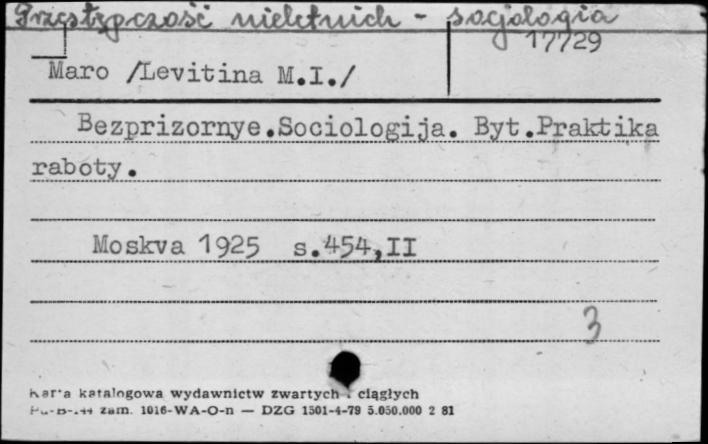 Przestępczość nieletnich - socjologia
17729
Maro /Levitina M.I./
Bezprizornye.Sociologija. Byt.Praktika
raboty.
Moskva 1925 s.454,II
3
Karta katalogowa wydawnictw zwartych i ciągłych
zam. 1016-WA-O-n — DZG 1501-4-79 5.050.000 2 81